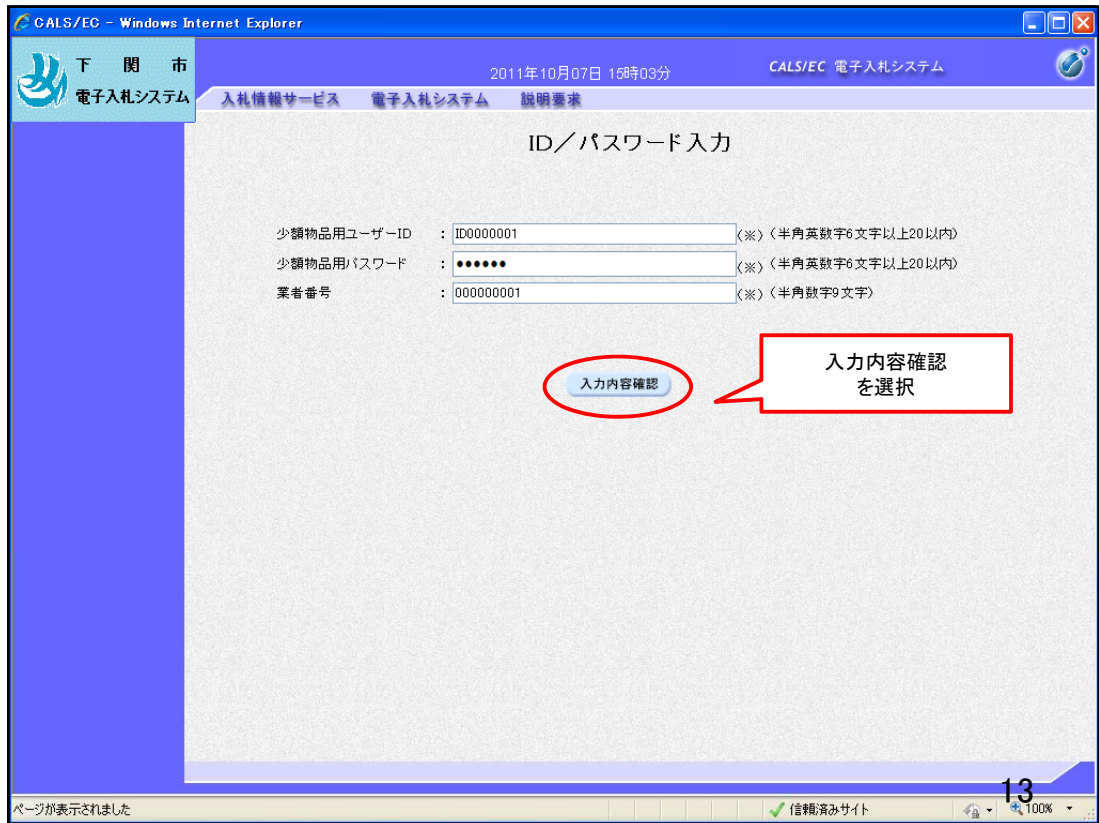 CALS/EC - Windows Internet Explorer
下 関 市
電子入札システム
2011年10月07日 15時03分
CALS/EC 電子入札システム
入札情報サービス 電子入札システム 説明要求
ID／パスワード入力
少額物品用ユーザーID : ID0000001 (※)（半角英数字6文字以上20以内）
少額物品用パスワード : ●●●●●● (※)（半角英数字6文字以上20以内）
業者番号 : 000000001 (※)（半角数字9文字）
入力内容確認
入力内容確認
を選択
13
ページが表示されました
信頼済みサイト
100%